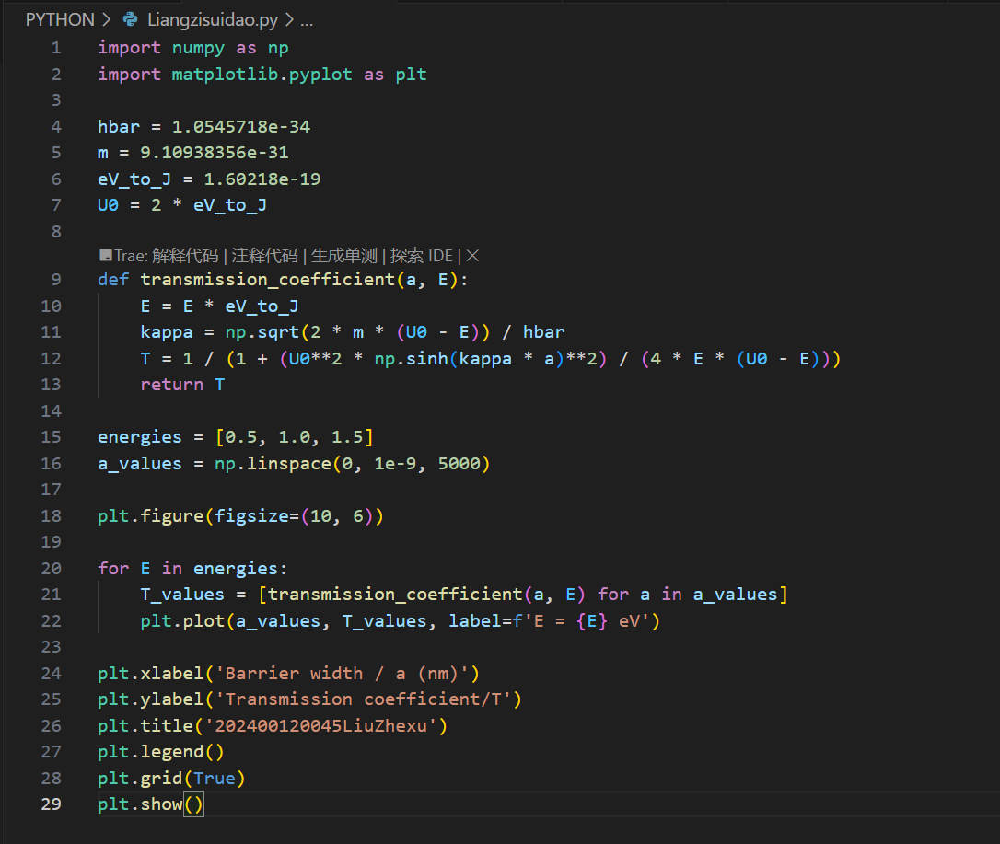 PYTHON > Liangzisuidao.py > ...
1 import numpy as np
2 import matplotlib.pyplot as plt
3
4 hbar = 1.0545718e-34
5 m = 9.10938356e-31
6 eV_to_J = 1.60218e-19
7 U0 = 2 * eV_to_J
8
Trae: 解释代码 | 注释代码 | 生成单测 | 探索 IDE | ×
9 def transmission_coefficient(a, E):
10     E = E * eV_to_J
11     kappa = np.sqrt(2 * m * (U0 - E)) / hbar
12     T = 1 / (1 + (U0**2 * np.sinh(kappa * a)**2) / (4 * E * (U0 - E)))
13     return T
14
15 energies = [0.5, 1.0, 1.5]
16 a_values = np.linspace(0, 1e-9, 5000)
17
18 plt.figure(figsize=(10, 6))
19
20 for E in energies:
21     T_values = [transmission_coefficient(a, E) for a in a_values]
22     plt.plot(a_values, T_values, label=f'E = {E} eV')
23
24 plt.xlabel('Barrier width / a (nm)')
25 plt.ylabel('Transmission coefficient/T')
26 plt.title('202400120045LiuZhexu')
27 plt.legend()
28 plt.grid(True)
29 plt.show()